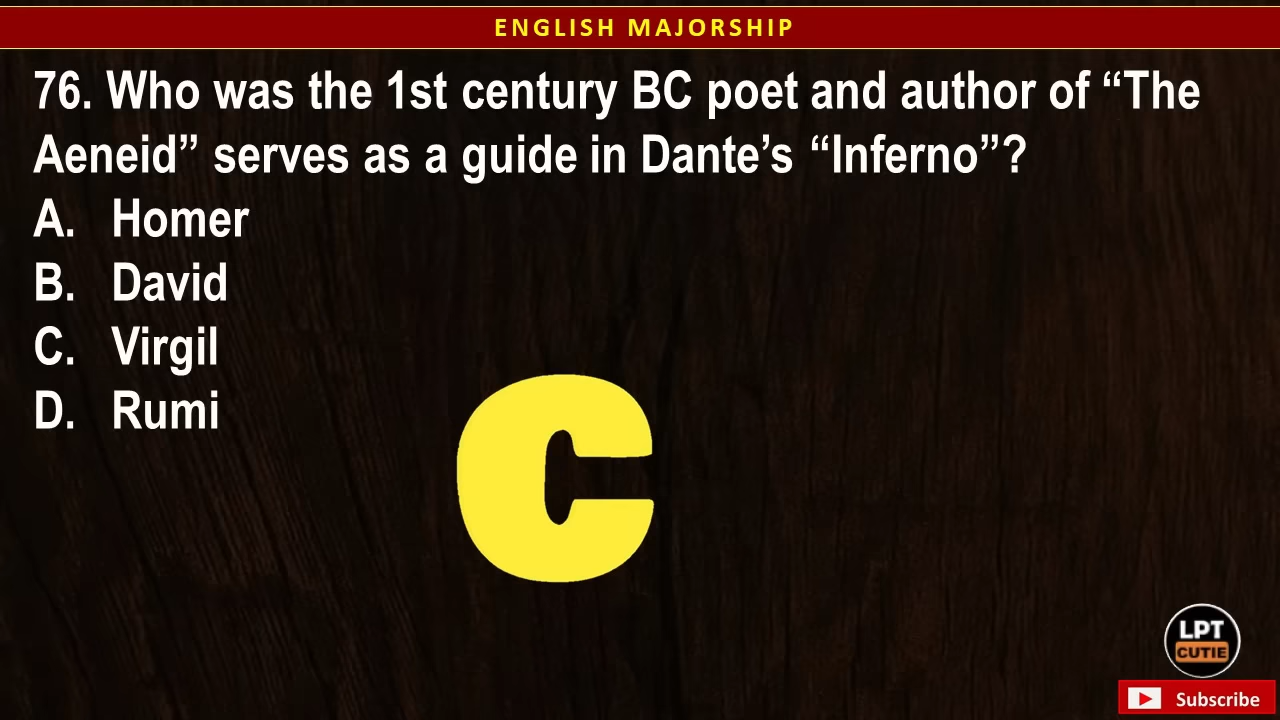 ENGLISH MAJORSHIP
76. Who was the 1st century BC poet and author of “The
Aeneid” serves as a guide in Dante’s “Inferno”?
A. Homer
B. David
C. Virgil
D. Rumi
C
LPT
CUTIE
Subscribe